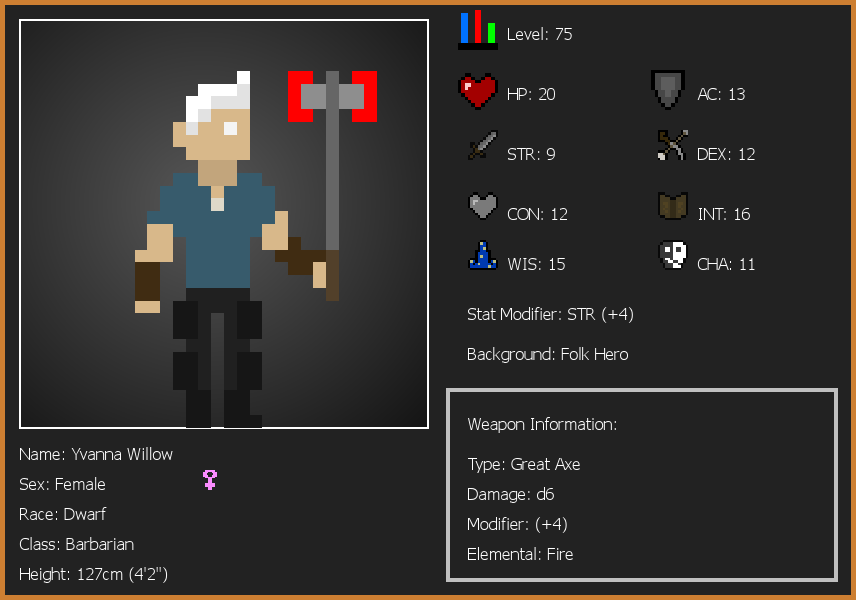 Level: 75
HP: 20
AC: 13
STR: 9
DEX: 12
CON: 12
INT: 16
WIS: 15
CHA: 11
Stat Modifier: STR (+4)
Background: Folk Hero
Weapon Information:
Type: Great Axe
Damage: d6
Modifier: (+4)
Elemental: Fire
Name: Yvanna Willow
Sex: Female
Race: Dwarf
Class: Barbarian
Height: 127cm (4'2")